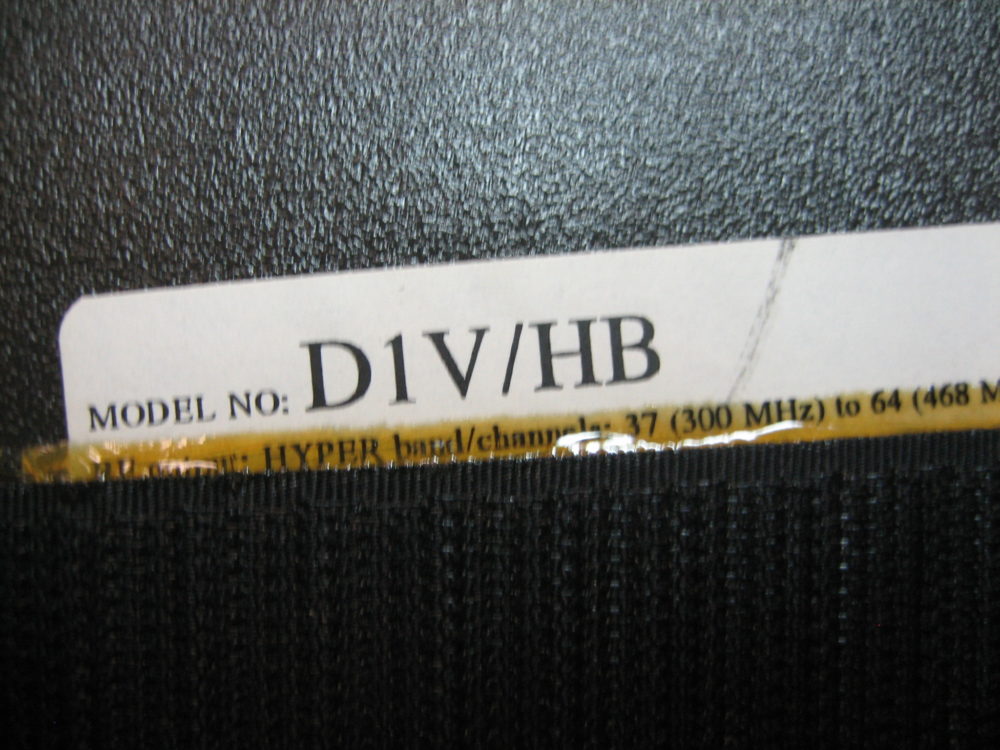 MODEL NO: D1V/HB
HYPER band/channels: 37 (300 MHz) to 64 (468 M